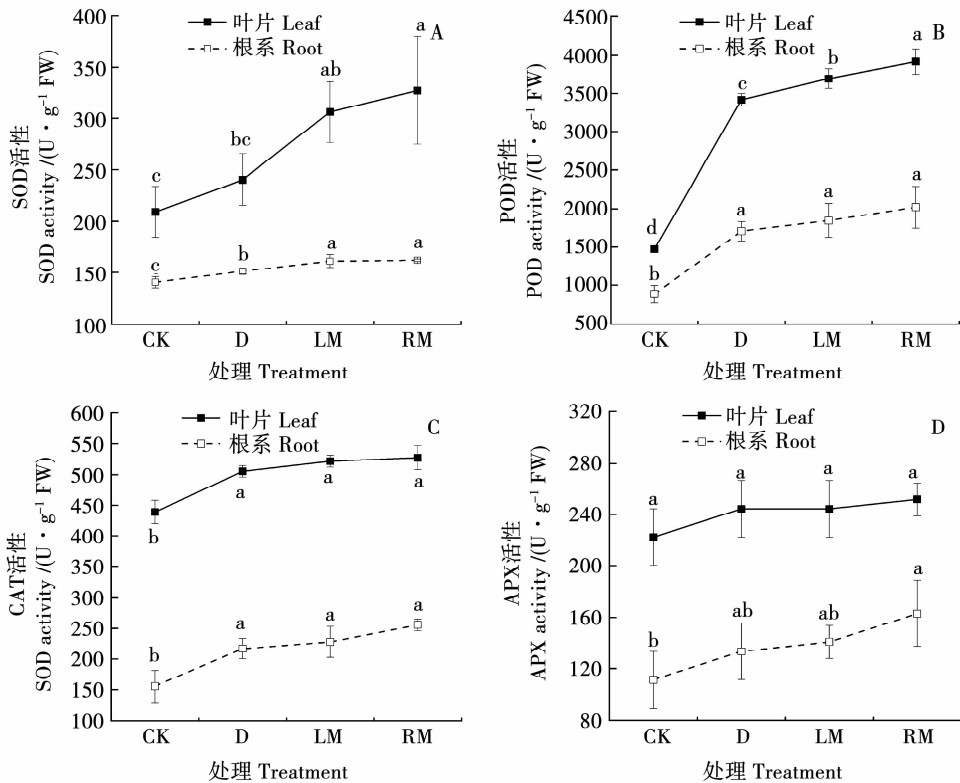 叶片 Leaf
根系 Root
A
SOD活性
SOD activity /(U·g⁻¹ FW)
400
350
300
250
200
150
100
c
bc
ab
a
c
b
a
a
CK D LM RM
处理 Treatment
叶片 Leaf
根系 Root
B
POD活性
POD activity /(U·g⁻¹ FW)
4500
4000
3500
3000
2500
2000
1500
1000
500
d
c
b
a
b
a
a
a
CK D LM RM
处理 Treatment
叶片 Leaf
根系 Root
C
CAT活性
SOD activity /(U·g⁻¹ FW)
600
550
500
450
400
350
300
250
200
150
100
b
a
a
a
b
a
a
a
CK D LM RM
处理 Treatment
叶片 Leaf
根系 Root
D
APX活性
APX activity /(U·g⁻¹ FW)
320
280
240
200
160
120
80
a
a
a
a
b
ab
ab
a
CK D LM RM
处理 Treatment